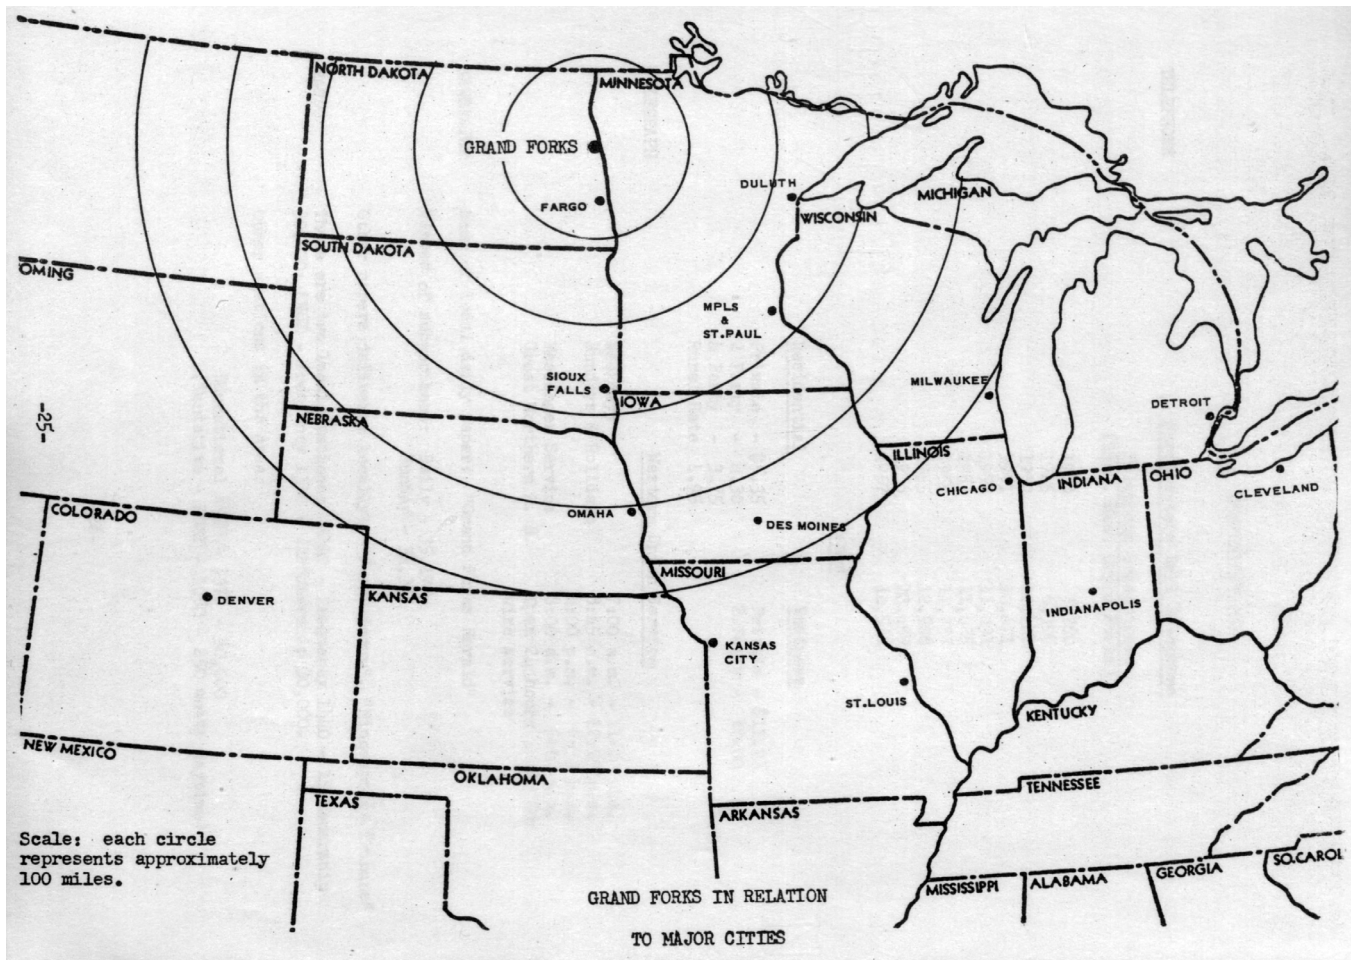 NORTH DAKOTA
MINNESOTA
GRAND FORKS
FARGO
DULUTH
MICHIGAN
WISCONSIN
SOUTH DAKOTA
OMING
MPLS
&
ST.PAUL
SIOUX
FALLS
IOWA
MILWAUKEE
DETROIT
NEBRASKA
-25-
ILLINOIS
CHICAGO
INDIANA
OHIO
CLEVELAND
COLORADO
OMAHA
DES MOINES
MISSOURI
KANSAS
DENVER
INDIANAPOLIS
KANSAS
CITY
ST.LOUIS
KENTUCKY
NEW MEXICO
OKLAHOMA
TEXAS
TENNESSEE
ARKANSAS
Scale: each circle
represents approximately
100 miles.
MISSISSIPPI
ALABAMA
GEORGIA
SO.CAROL
GRAND FORKS IN RELATION
TO MAJOR CITIES